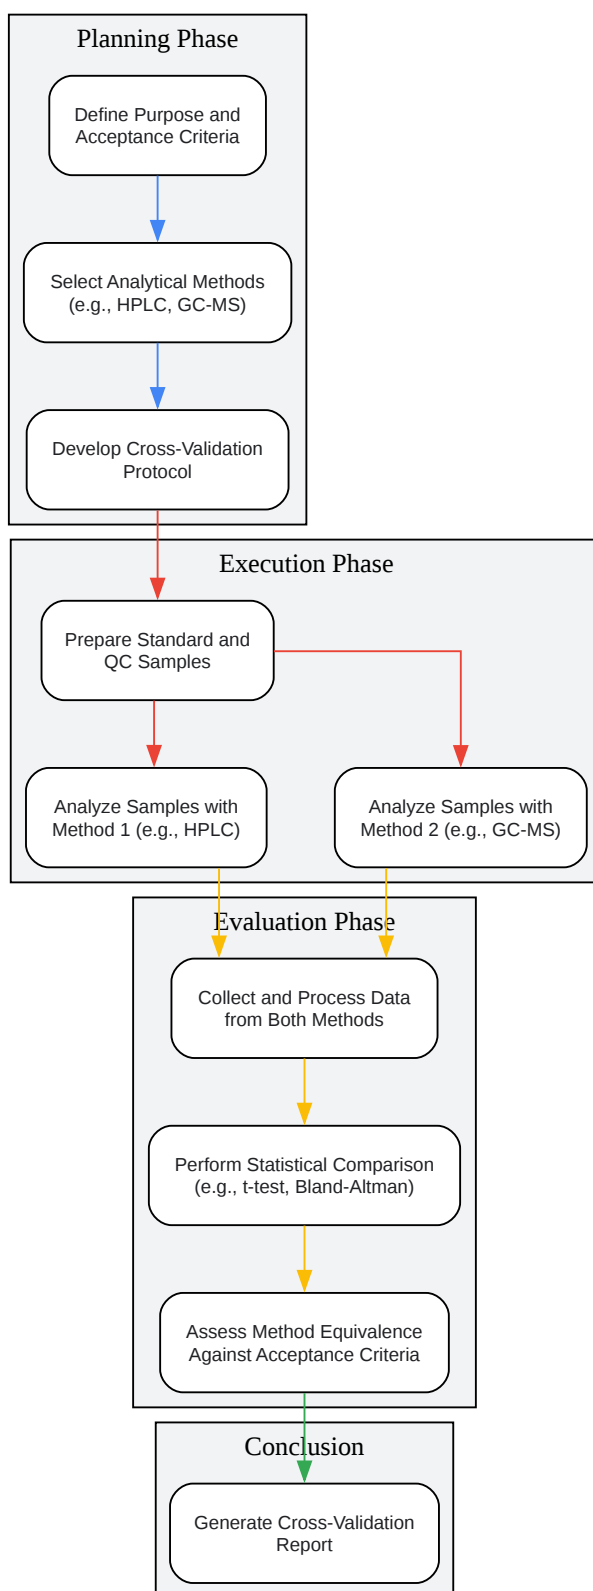 Planning Phase
Define Purpose and
Acceptance Criteria
Select Analytical Methods
(e.g., HPLC, GC-MS)
Develop Cross-Validation
Protocol
Execution Phase
Prepare Standard and
QC Samples
Analyze Samples with
Method 1 (e.g., HPLC)
Analyze Samples with
Method 2 (e.g., GC-MS)
Evaluation Phase
Collect and Process Data
from Both Methods
Perform Statistical Comparison
(e.g., t-test, Bland-Altman)
Assess Method Equivalence
Against Acceptance Criteria
Conclusion
Generate Cross-Validation
Report